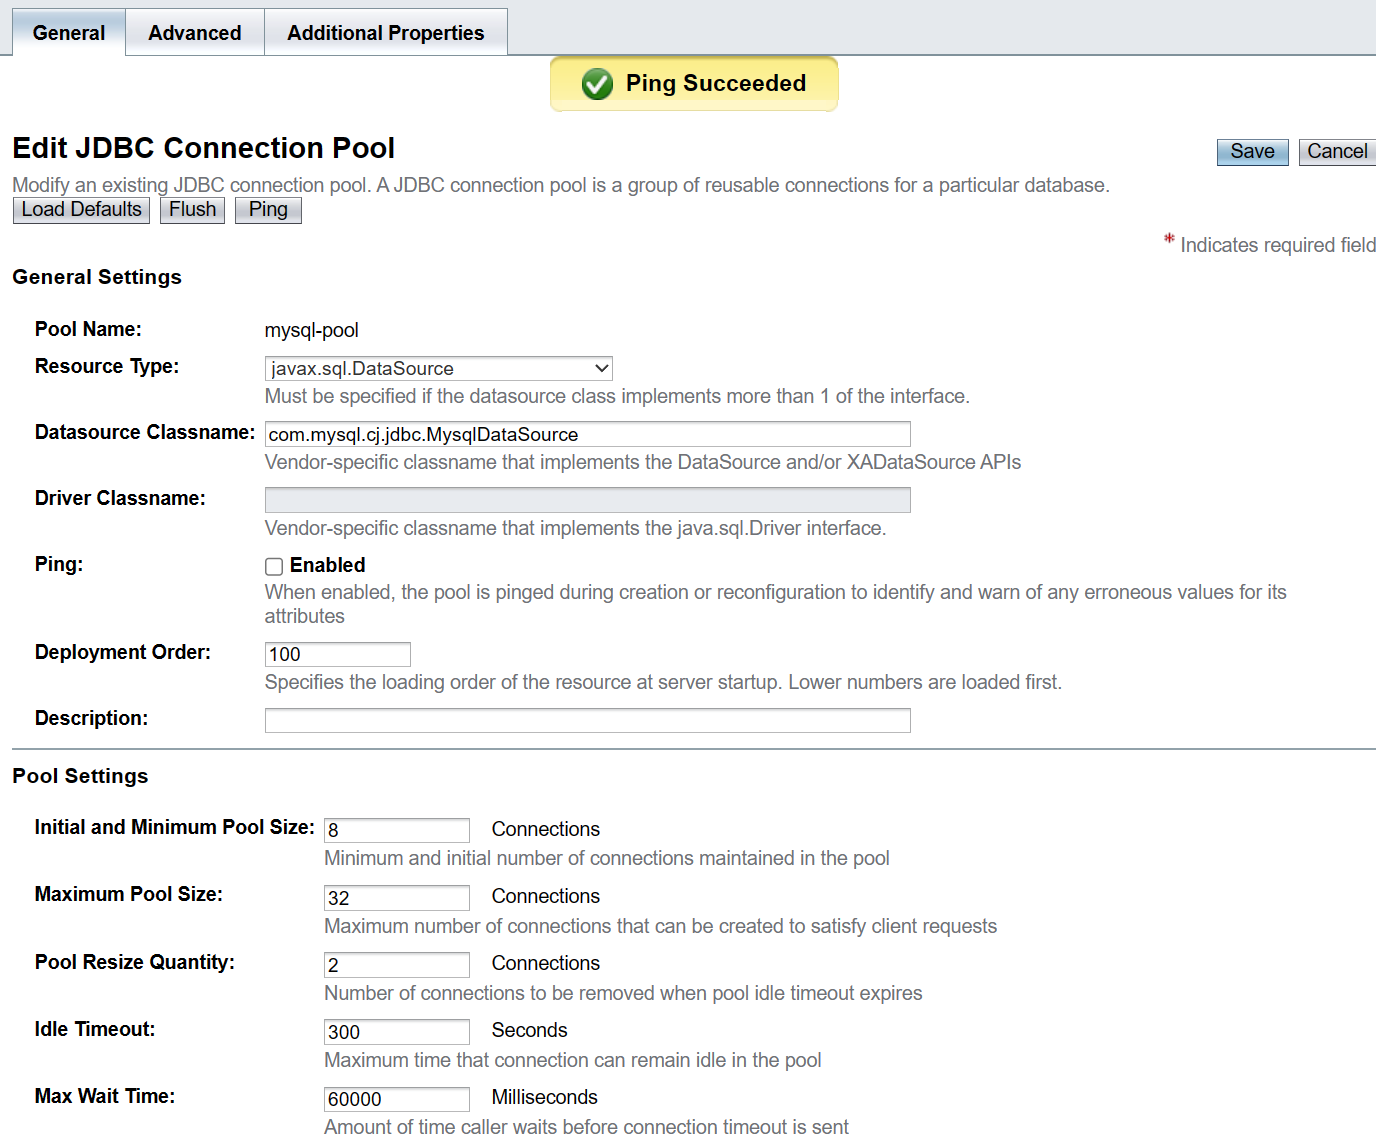 General Advanced Additional Properties
Ping Succeeded
Edit JDBC Connection Pool
Save Cancel
Modify an existing JDBC connection pool. A JDBC connection pool is a group of reusable connections for a particular database.
Load Defaults Flush Ping
* Indicates required field
General Settings
Pool Name: mysql-pool
Resource Type: javax.sql.DataSource
Must be specified if the datasource class implements more than 1 of the interface.
Datasource Classname: com.mysql.cj.jdbc.MysqlDataSource
Vendor-specific classname that implements the DataSource and/or XADataSource APIs
Driver Classname:
Vendor-specific classname that implements the java.sql.Driver interface.
Ping: Enabled
When enabled, the pool is pinged during creation or reconfiguration to identify and warn of any erroneous values for its
attributes
Deployment Order: 100
Specifies the loading order of the resource at server startup. Lower numbers are loaded first.
Description:
Pool Settings
Initial and Minimum Pool Size: 8 Connections
Minimum and initial number of connections maintained in the pool
Maximum Pool Size: 32 Connections
Maximum number of connections that can be created to satisfy client requests
Pool Resize Quantity: 2 Connections
Number of connections to be removed when pool idle timeout expires
Idle Timeout: 300 Seconds
Maximum time that connection can remain idle in the pool
Max Wait Time: 60000 Milliseconds
Amount of time caller waits before connection timeout is sent